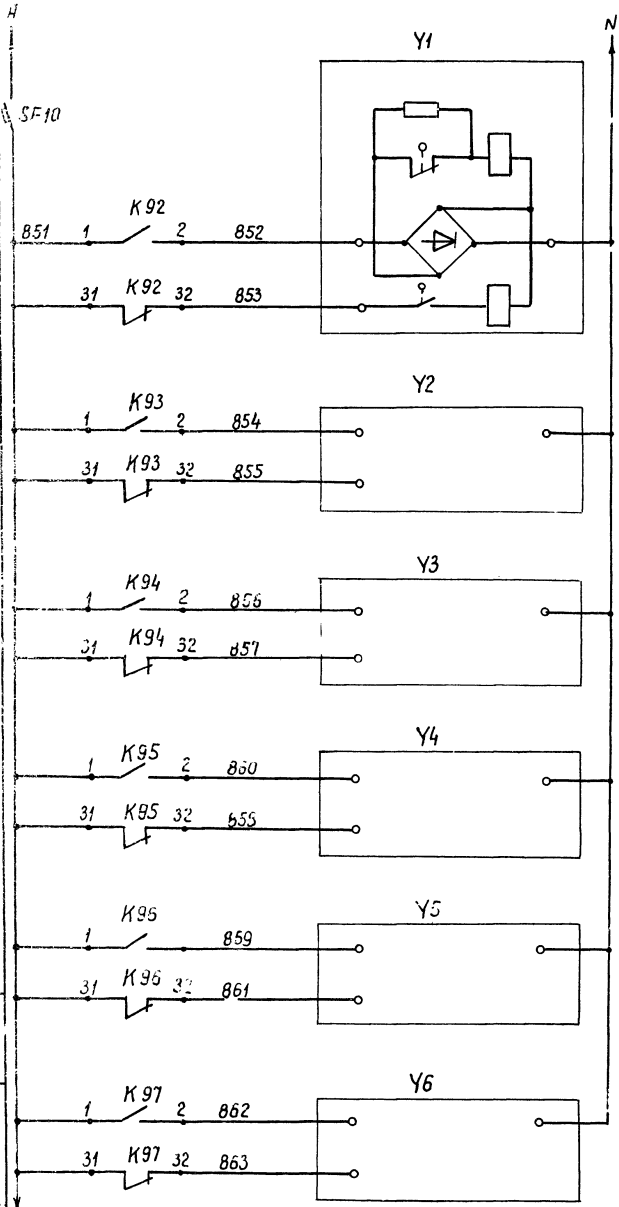 N
Y1
SF10
K92
851 1 2 852
K92
31 32 853
Y2
K93
1 2 854
K93
31 32 855
Y3
K94
1 2 856
K94
31 32 857
Y4
K95
1 2 860
K95
31 32
Y5
K96
1 2 859
K96
31 32 861
Y6
K97
1 2 862
K97
31 32 863